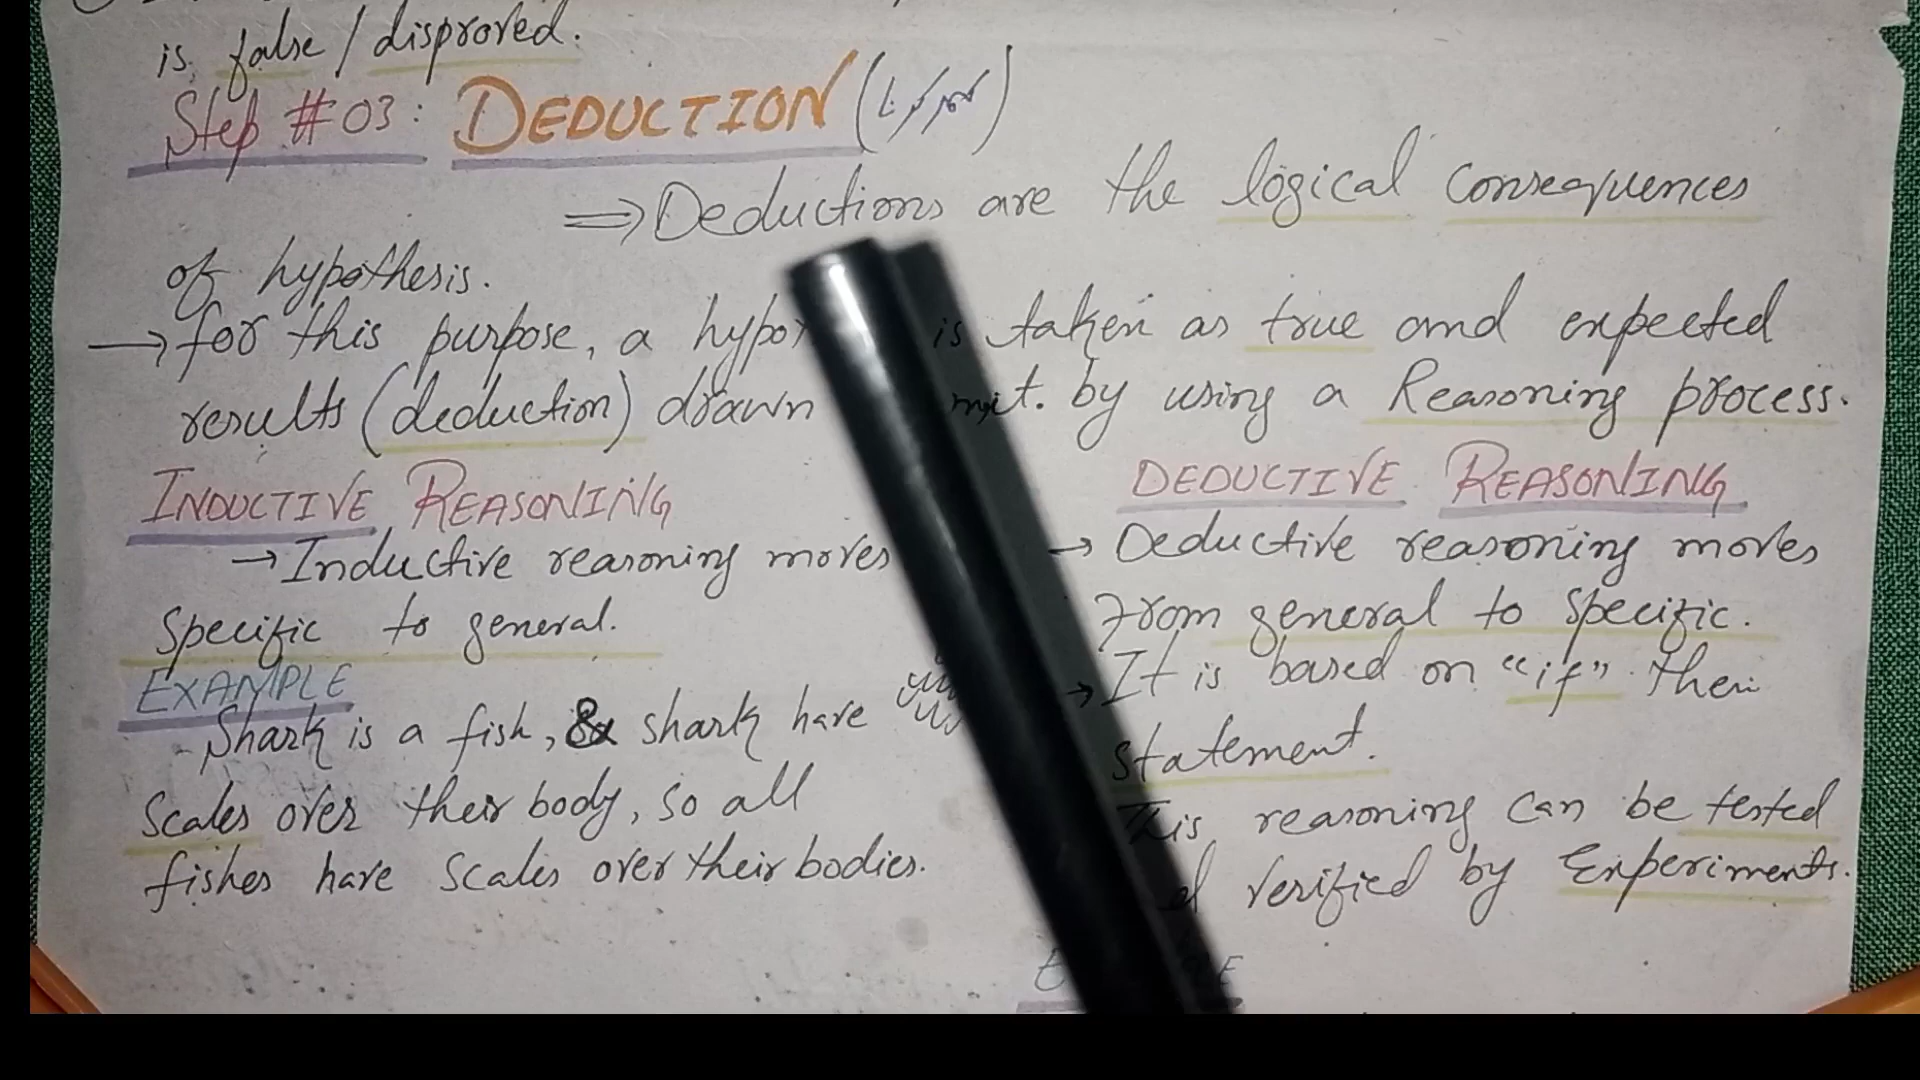 is false / disproved.
Step #03: DEDUCTION
⇒ Deductions are the logical consequences
of hypothesis.
→ for this purpose, a is taken as true and expected
results (deduction) drawn it. by using a Reasoning process.
INDUCTIVE REASONING
→ Inductive reasoning moves
Specific to general.
EXAMPLE
- Shark is a fish, & shark have
Scales over their body, so all
fishes have Scales over their bodies.
DEDUCTIVE REASONING
→ Deductive reasoning moves
From general to Specific.
→ It is based on "if" then
statement.
This reasoning can be tested
verified by Experiments.